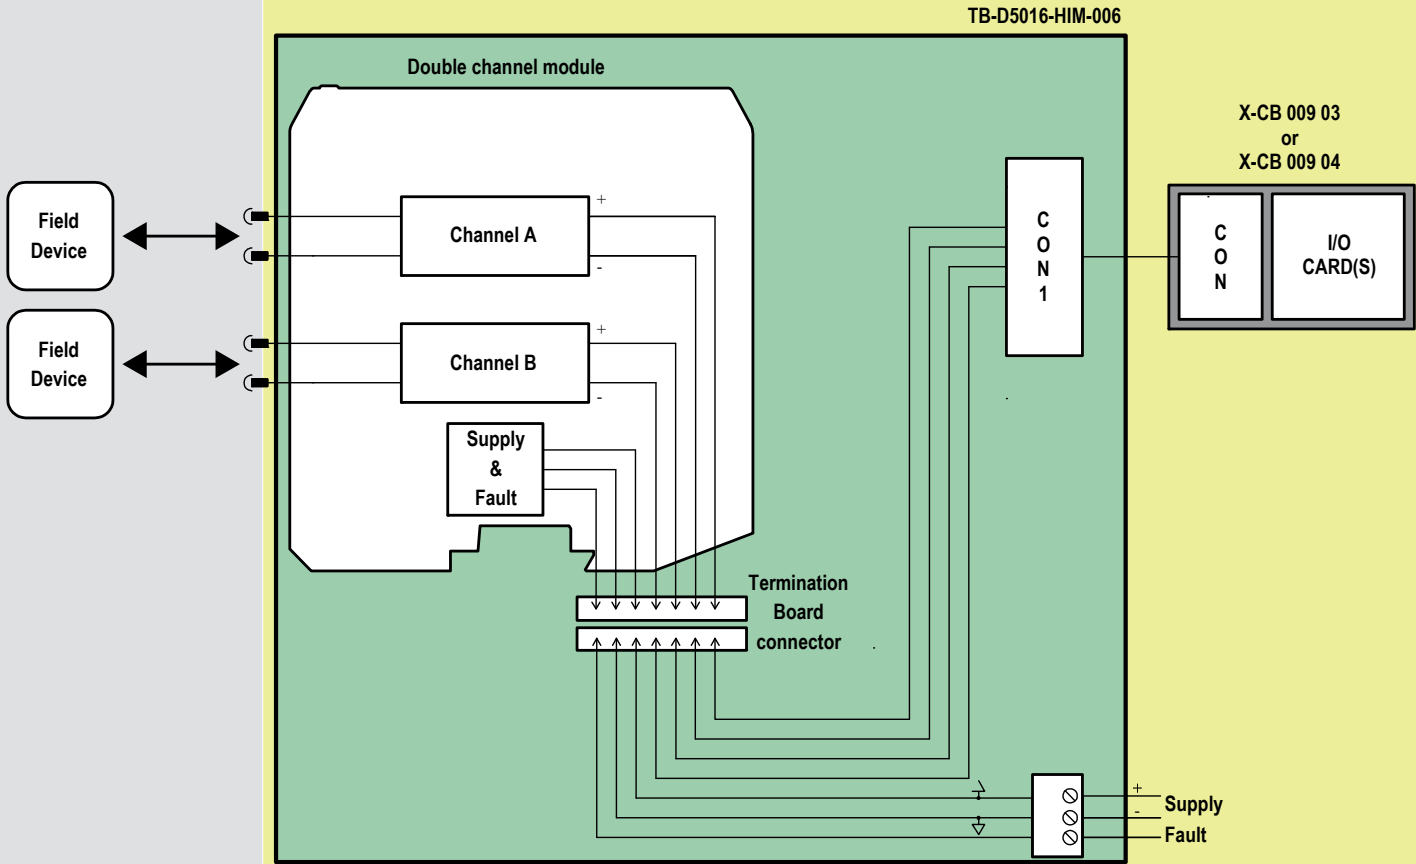 TB-D5016-HIM-006
Double channel module
X-CB 009 03
or
X-CB 009 04
Field
Device
+
Channel A
-
C
O
N
1
C
O
N
I/O
CARD(S)
Field
Device
+
Channel B
-
Supply
&
Fault
Termination
Board
connector
+
Supply
-
Fault